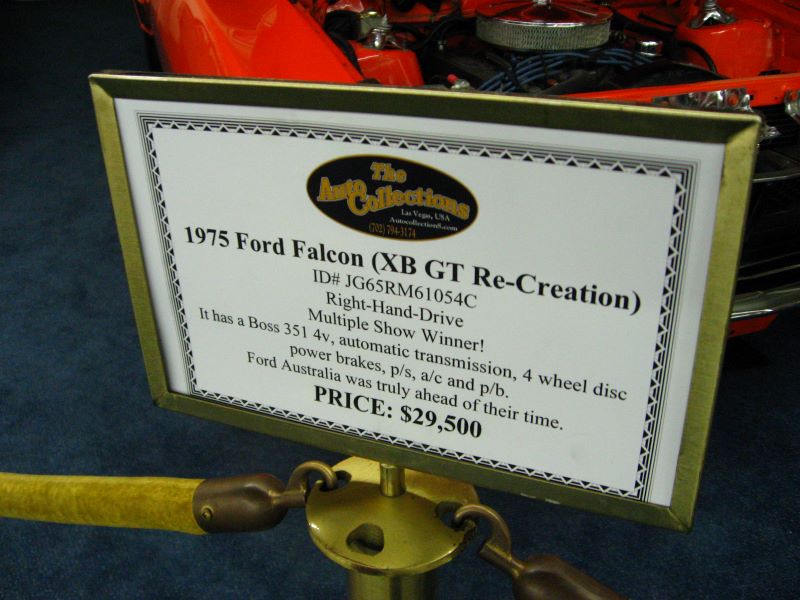 The
Auto
Collections
Las Vegas, USA
Autocollections.com
(702) 794-3174
1975 Ford Falcon (XB GT Re-Creation)
ID# JG65RM61054C
Right-Hand-Drive
Multiple Show Winner!
It has a Boss 351 4v, automatic transmission, 4 wheel disc
power brakes, p/s, a/c and p/b.
Ford Australia was truly ahead of their time.
PRICE: $29,500